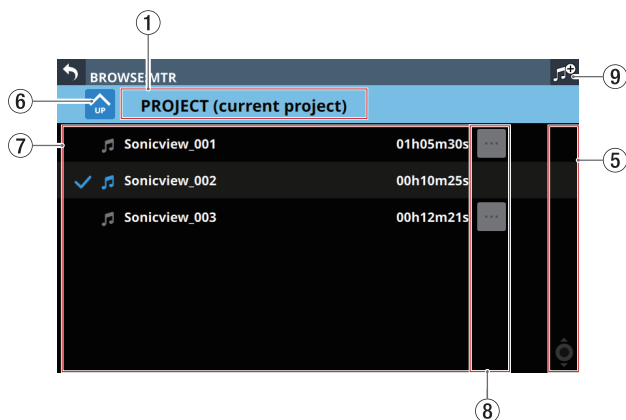 ①
BROWSE MTR
⑨
⑥
UP
PROJECT (current project)
⑦
Sonicview_001 01h05m30s ...
⑤
Sonicview_002 00h10m25s
Sonicview_003 00h12m21s ...
⑧